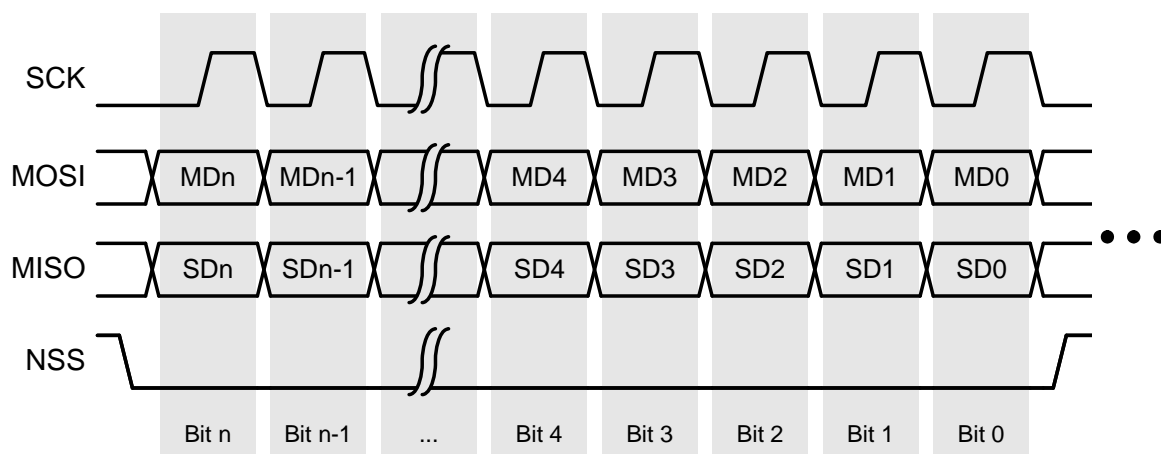 SCK
MOSI MDn MDn-1 MD4 MD3 MD2 MD1 MD0
MISO SDn SDn-1 SD4 SD3 SD2 SD1 SD0
NSS
Bit n Bit n-1 ... Bit 4 Bit 3 Bit 2 Bit 1 Bit 0